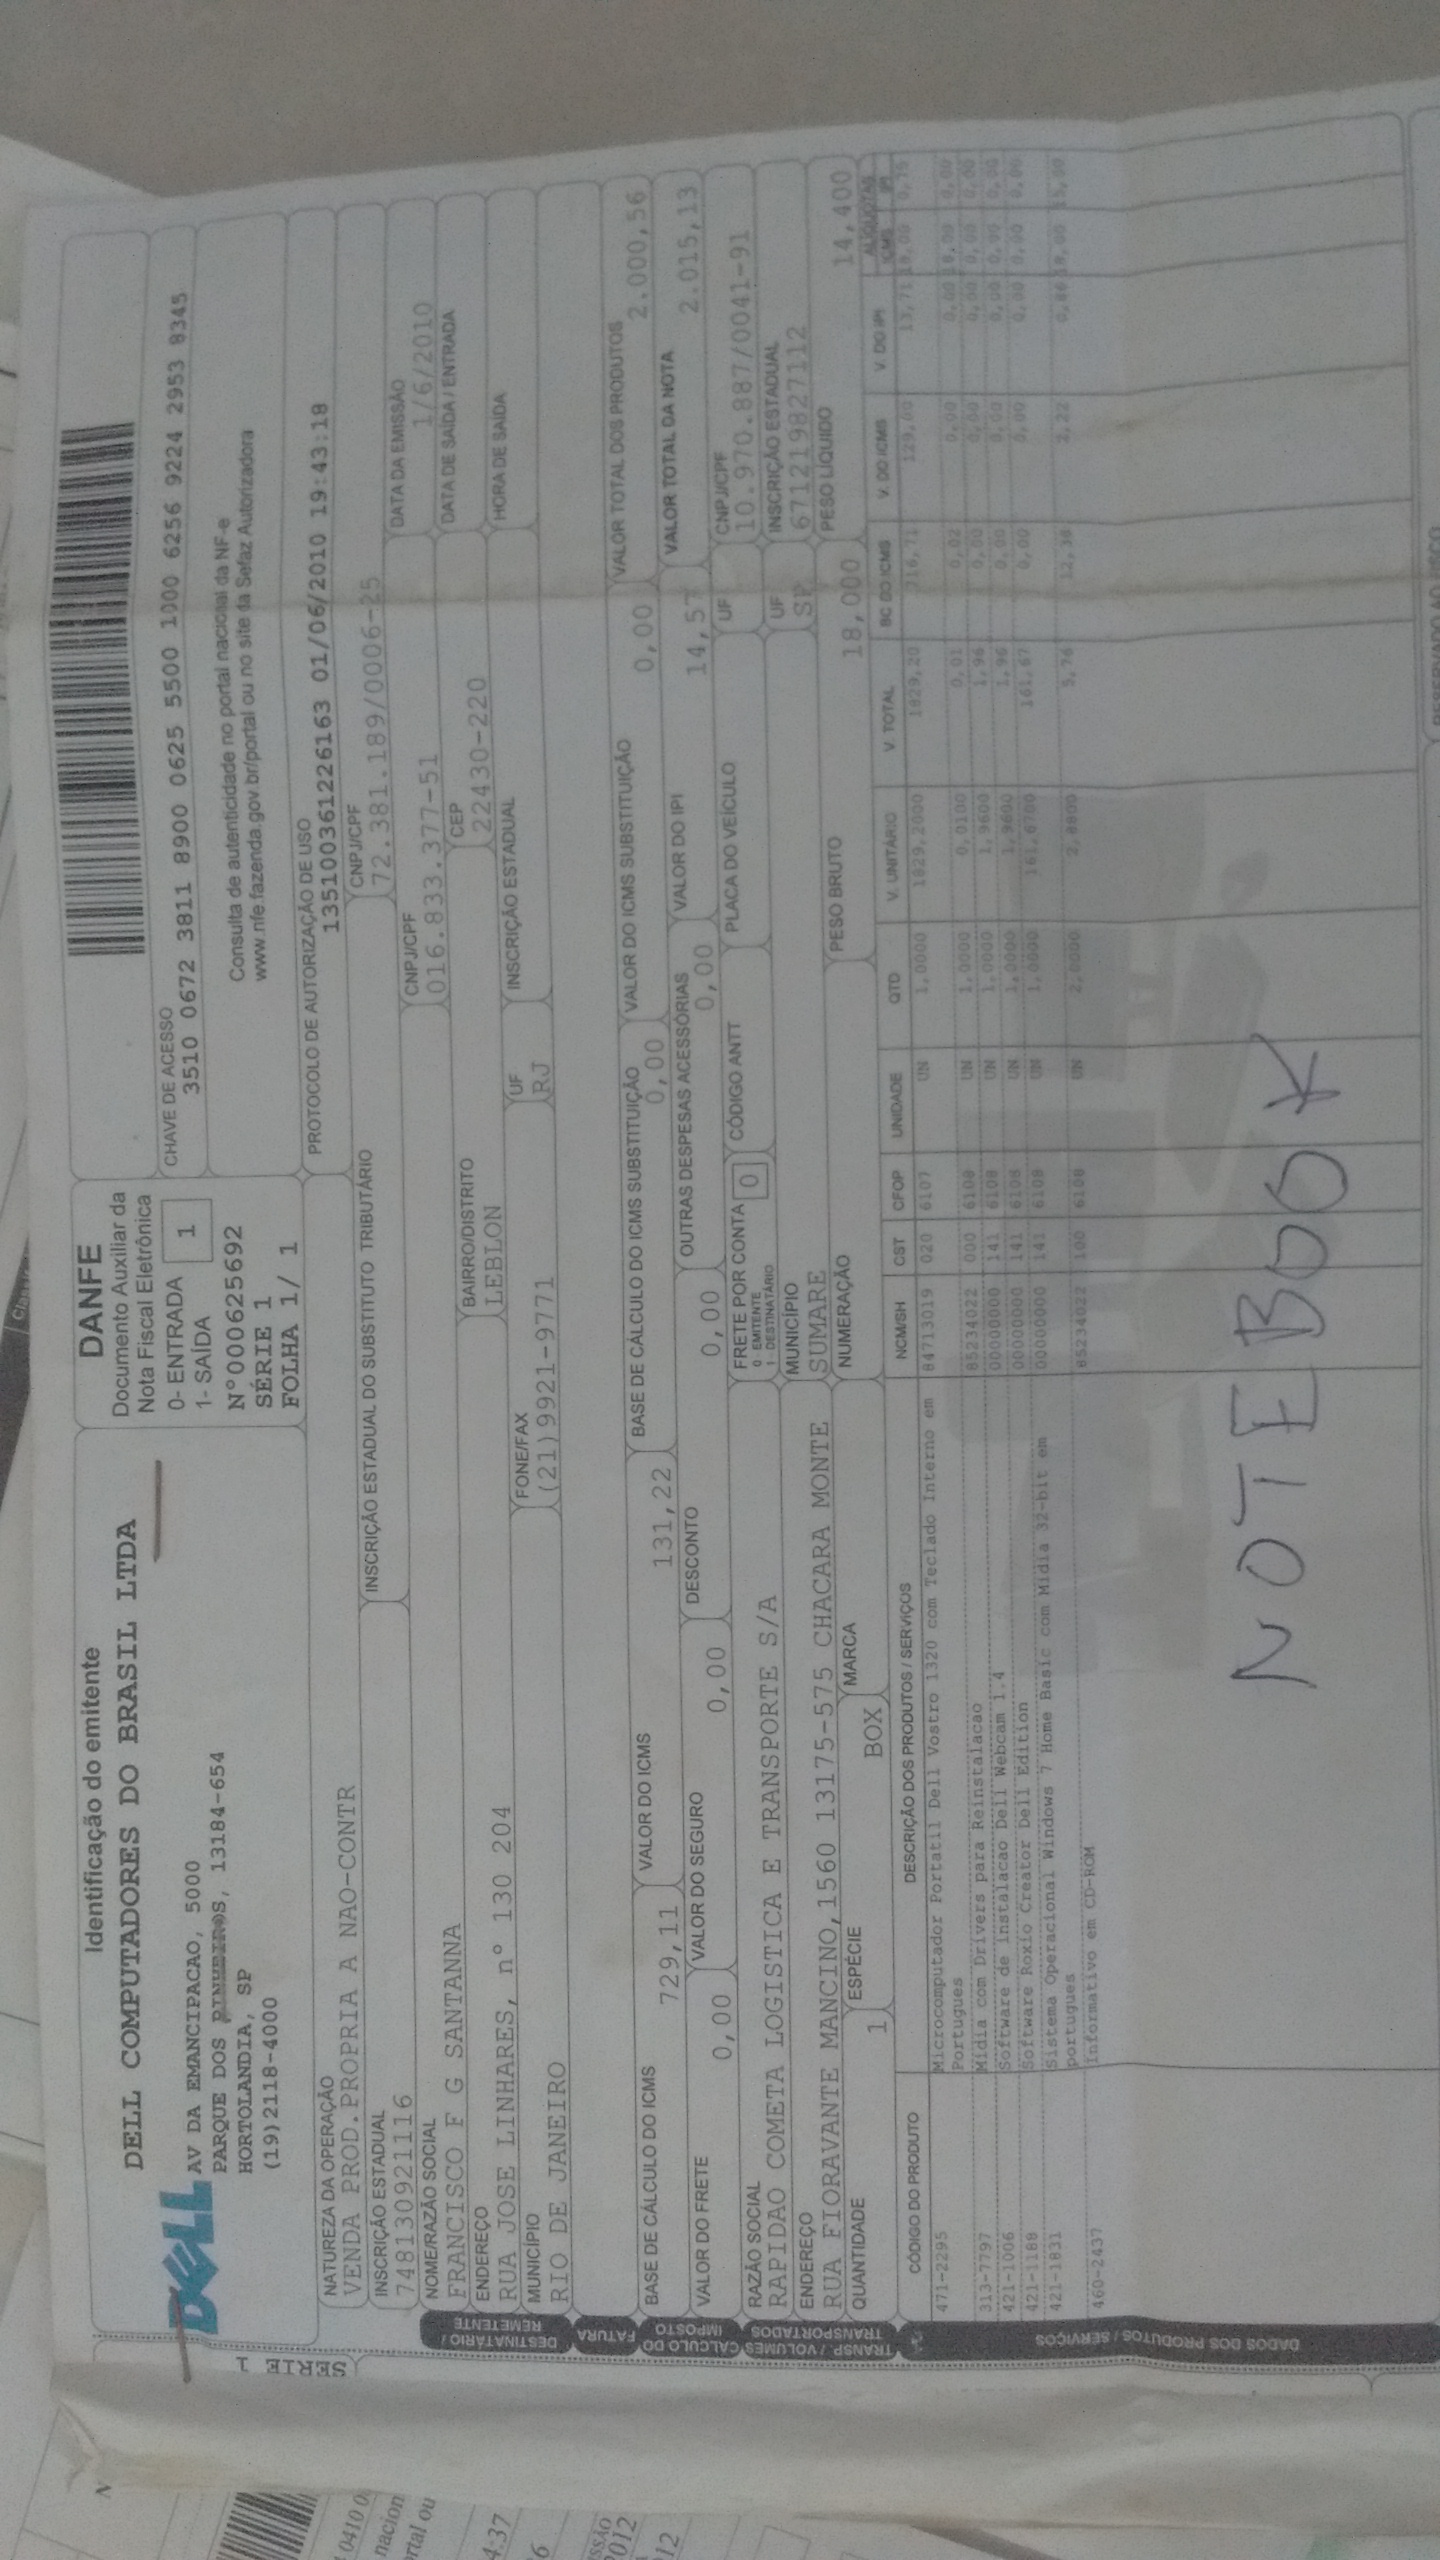 Identificação do emitente
DELL
DELL COMPUTADORES DO BRASIL LTDA
AV DA EMANCIPACAO, 5000
PARQUE DOS PINHEIROS, 13184-654
HORTOLANDIA, SP
(19)2118-4000
DANFE
Documento Auxiliar da
Nota Fiscal Eletrônica
0- ENTRADA
1- SAÍDA
1
N°000625692
SÉRIE 1
FOLHA 1/ 1
CHAVE DE ACESSO
3510 0672 3811 8900 0625 5500 1000 6256 9224 2953 8345
Consulta de autenticidade no portal nacional da NF-e
www.nfe.fazenda.gov.br/portal ou no site da Sefaz Autorizadora
SERIE 1
NATUREZA DA OPERAÇÃO
VENDA PROD.PROPRIA A NAO-CONTR
PROTOCOLO DE AUTORIZAÇÃO DE USO
135100361226163 01/06/2010 19:43:18
INSCRIÇÃO ESTADUAL
748130921116
INSCRIÇÃO ESTADUAL DO SUBSTITUTO TRIBUTÁRIO
CNPJ/CPF
72.381.189/0006-25
DESTINATÁRIO / REMETENTE
NOME/RAZÃO SOCIAL
FRANCISCO F G SANTANNA
CNPJ/CPF
016.833.377-51
DATA DA EMISSÃO
1/6/2010
ENDEREÇO
RUA JOSE LINHARES, n° 130 204
BAIRRO/DISTRITO
LEBLON
CEP
22430-220
DATA DE SAÍDA / ENTRADA
MUNICÍPIO
RIO DE JANEIRO
FONE/FAX
(21)9921-9771
UF
RJ
INSCRIÇÃO ESTADUAL
HORA DE SAÍDA
FATURA
CALCULO DO IMPOSTO
BASE DE CÁLCULO DO ICMS
729,11
VALOR DO ICMS
131,22
BASE DE CÁLCULO DO ICMS SUBSTITUIÇÃO
0,00
VALOR DO ICMS SUBSTITUIÇÃO
0,00
VALOR TOTAL DOS PRODUTOS
2.000,56
VALOR DO FRETE
0,00
VALOR DO SEGURO
0,00
DESCONTO
0,00
OUTRAS DESPESAS ACESSÓRIAS
0,00
VALOR DO IPI
14,57
VALOR TOTAL DA NOTA
2.015,13
TRANSP. / VOLUMES TRANSPORTADOS
RAZÃO SOCIAL
RAPIDAO COMETA LOGISTICA E TRANSPORTE S/A
FRETE POR CONTA
0 - EMITENTE
1 - DESTINATÁRIO
0
CÓDIGO ANTT
PLACA DO VEÍCULO
UF
CNPJ/CPF
10.970.887/0041-91
ENDEREÇO
RUA FIORAVANTE MANCINO,1560 13175-575 CHACARA MONTE
MUNICÍPIO
SUMARE
UF
SP
INSCRIÇÃO ESTADUAL
671219827112
QUANTIDADE
1
ESPÉCIE
BOX
MARCA
NUMERAÇÃO
PESO BRUTO
18,000
PESO LÍQUIDO
14,400
DADOS DOS PRODUTOS / SERVIÇOS
CÓDIGO DO PRODUTO DESCRIÇÃO DOS PRODUTOS / SERVIÇOS NCM/SH CST CFOP UNIDADE QTD V. UNITÁRIO V. TOTAL BC DO ICMS V. DO ICMS V. DO IPI ALÍQUOTAS ICMS IPI
471-2295 Microcomputador Portatil Dell Vostro 1320 com Teclado Interno em 84713019 020 6107 UN 1,0000 1829,2000 1829,20 716,71 129,00 13,71 18,00 0,75
Portugues
313-7797 Midia com Drivers para Reinstalacao 85234022 000 6108 UN 1,0000 0,0100 0,01 0,02 0,00 0,00 18,00 0,00
421-1006 Software de instalacao Dell Webcam 1.4 00000000 141 6108 UN 1,0000 1,9600 1,96 0,00 0,00 0,00 0,00 0,00
421-1189 Software Roxio Creator Dell Edition 00000000 141 6108 UN 1,0000 1,9600 1,96 0,00 0,00 0,00 0,00 0,00
421-1831 Sistema Operacional Windows 7 Home Basic com Midia 32-bit em 00000000 141 6108 UN 1,0000 161,6700 161,67 0,00 0,00 0,00 0,00 0,00
portugues
460-2437 Informativo em CD-ROM 85234022 100 6108 UN 2,0000 2,8800 5,76 12,38 2,22 0,86 18,00 15,00
NOTEBOOK
RESERVADO AO FISCO
0410 0
nacion
rtal ou
4:37
2012